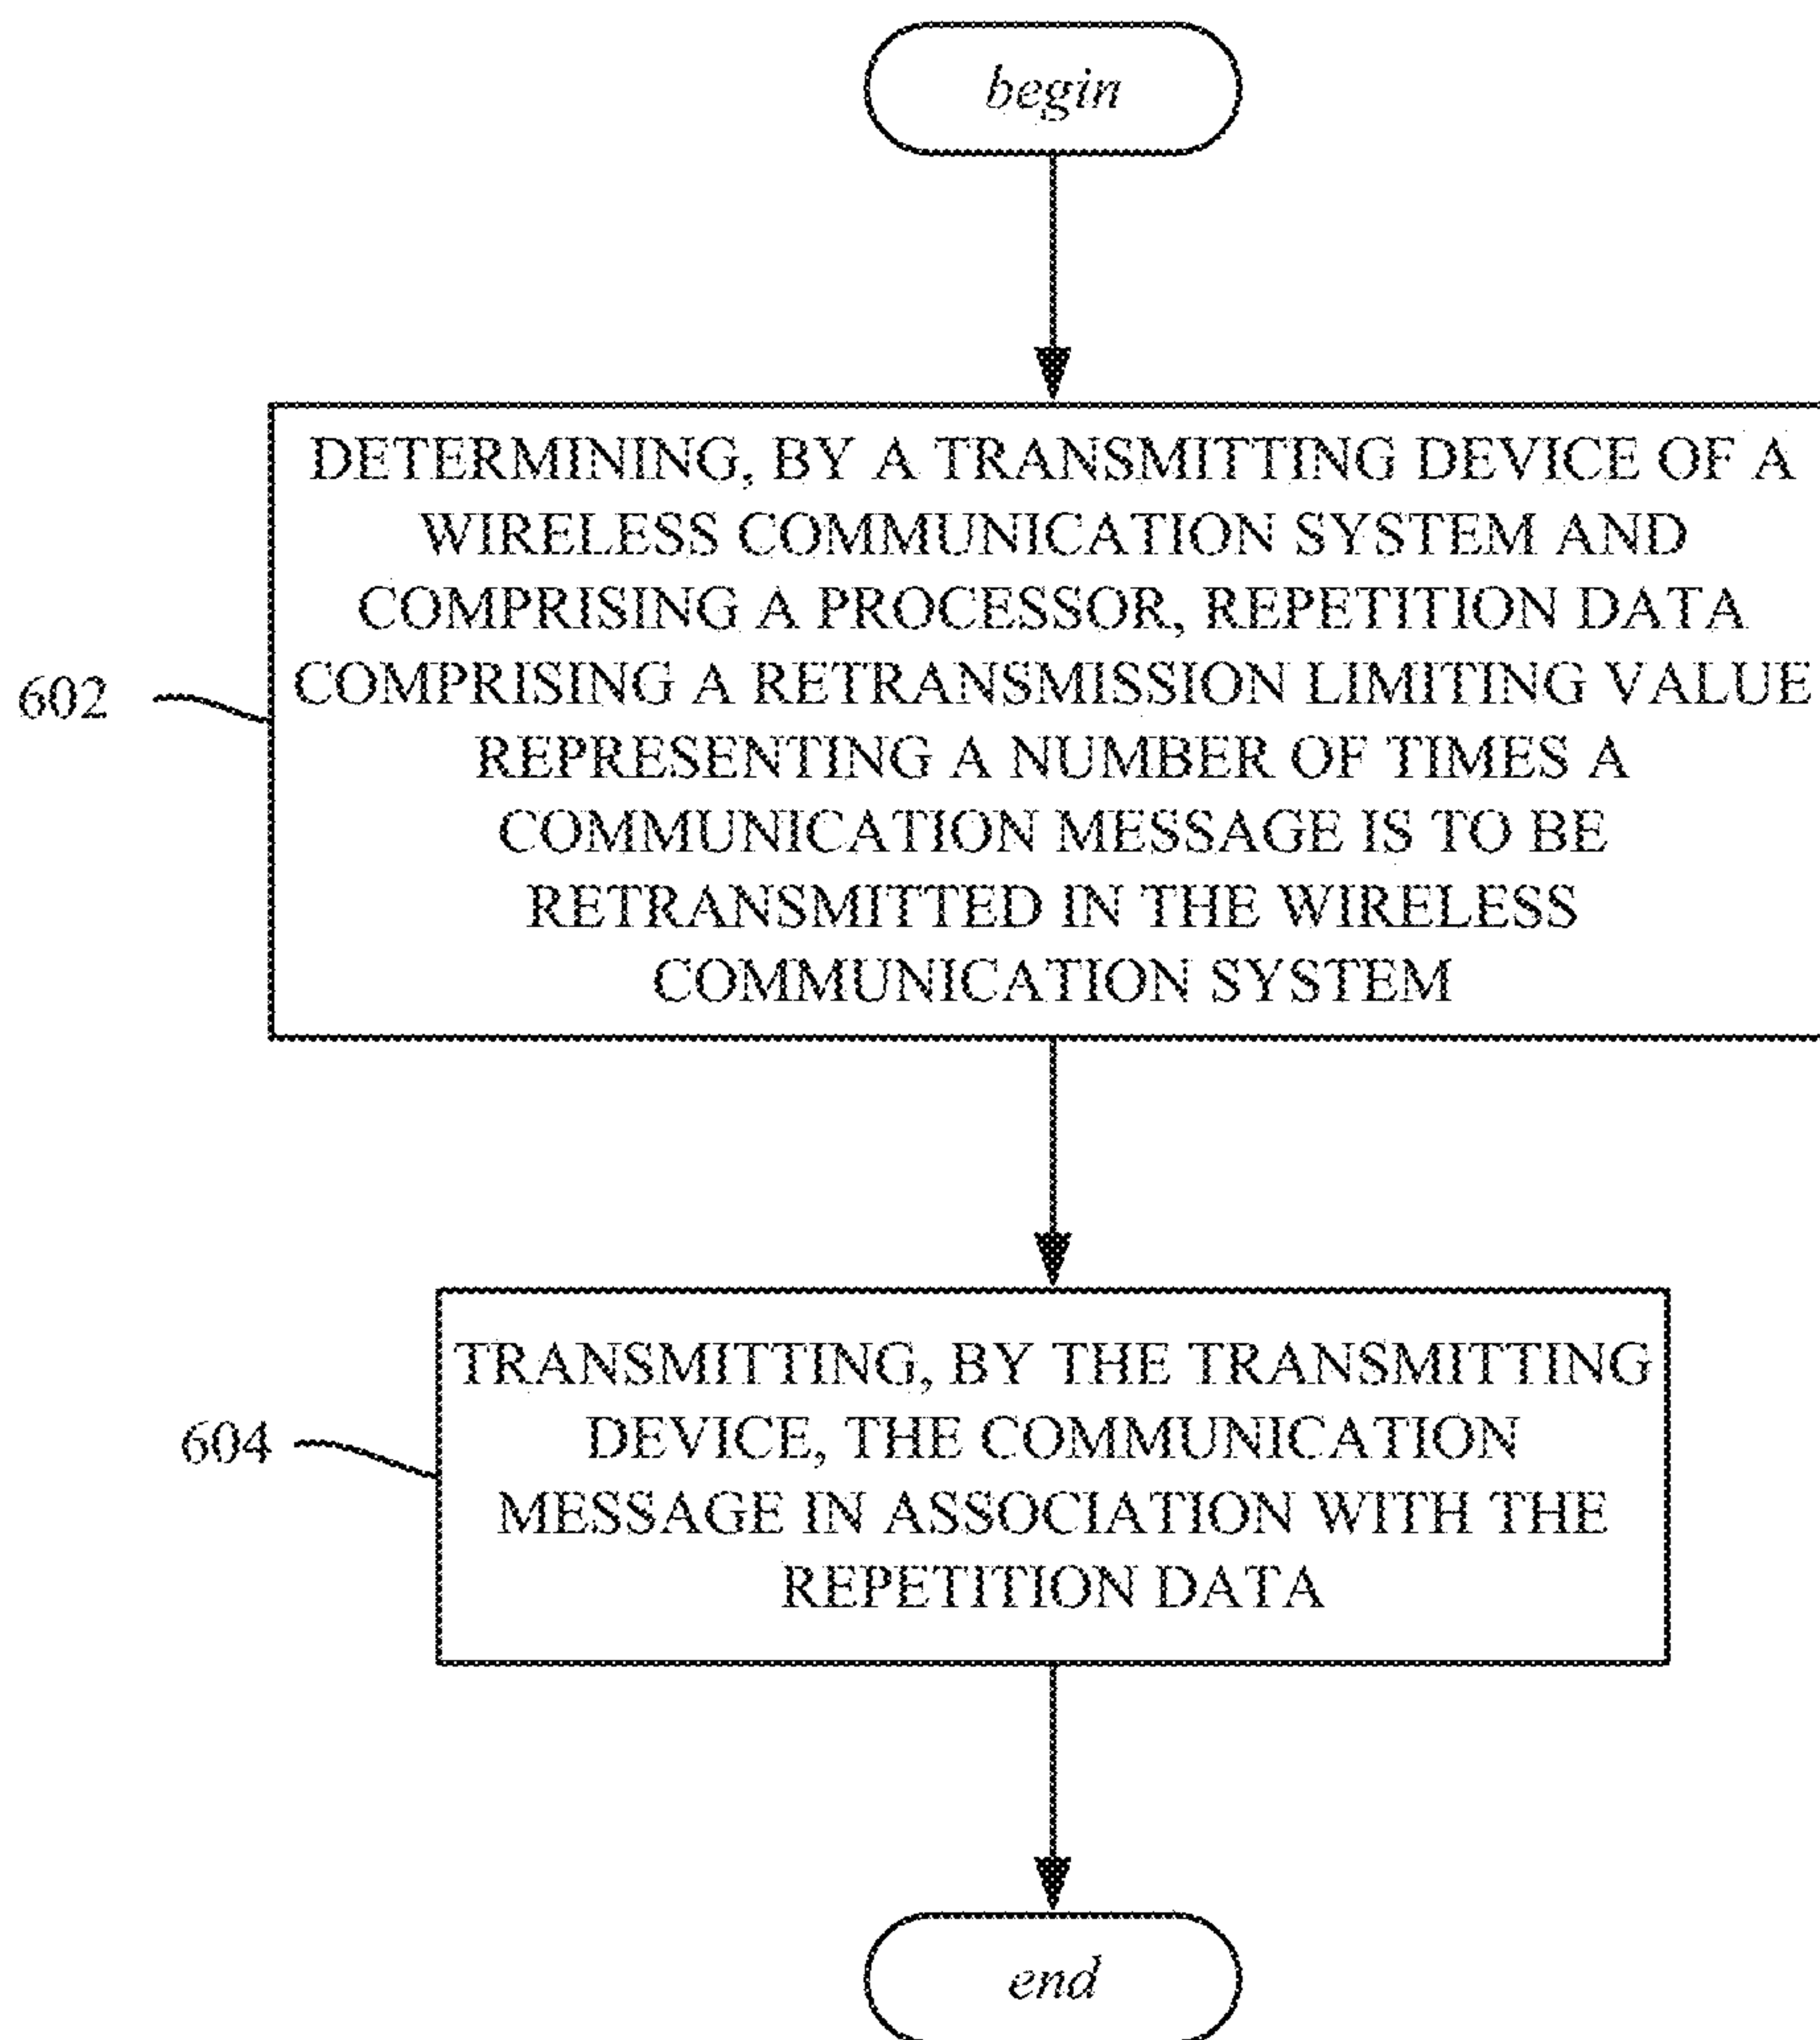 begin
DETERMINING, BY A TRANSMITTING DEVICE OF A
WIRELESS COMMUNICATION SYSTEM AND
COMPRISING A PROCESSOR, REPETITION DATA
COMPRISING A RETRANSMISSION LIMITING VALUE
REPRESENTING A NUMBER OF TIMES A
COMMUNICATION MESSAGE IS TO BE
RETRANSMITTED IN THE WIRELESS
COMMUNICATION SYSTEM
602
TRANSMITTING, BY THE TRANSMITTING
DEVICE, THE COMMUNICATION
MESSAGE IN ASSOCIATION WITH THE
REPETITION DATA
604
end